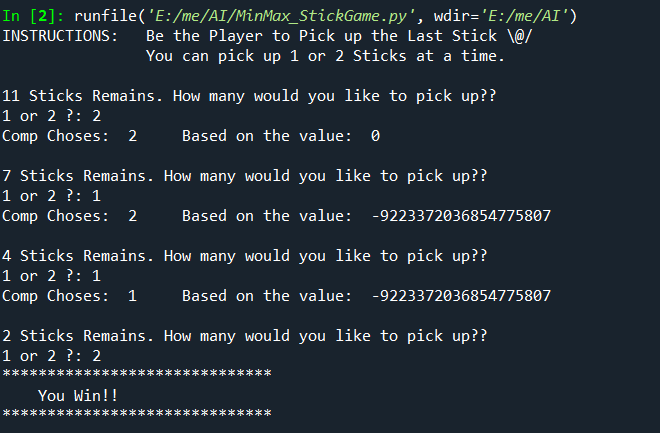 In [2]: runfile('E:/me/AI/MinMax_StickGame.py', wdir='E:/me/AI')
INSTRUCTIONS:   Be the Player to Pick up the Last Stick \@/
                You can pick up 1 or 2 Sticks at a time.

11 Sticks Remains. How many would you like to pick up??
1 or 2 ?: 2
Comp Choses:  2     Based on the value:  0

7 Sticks Remains. How many would you like to pick up??
1 or 2 ?: 1
Comp Choses:  2     Based on the value:  -9223372036854775807

4 Sticks Remains. How many would you like to pick up??
1 or 2 ?: 1
Comp Choses:  1     Based on the value:  -9223372036854775807

2 Sticks Remains. How many would you like to pick up??
1 or 2 ?: 2
******************************
    You Win!!
******************************